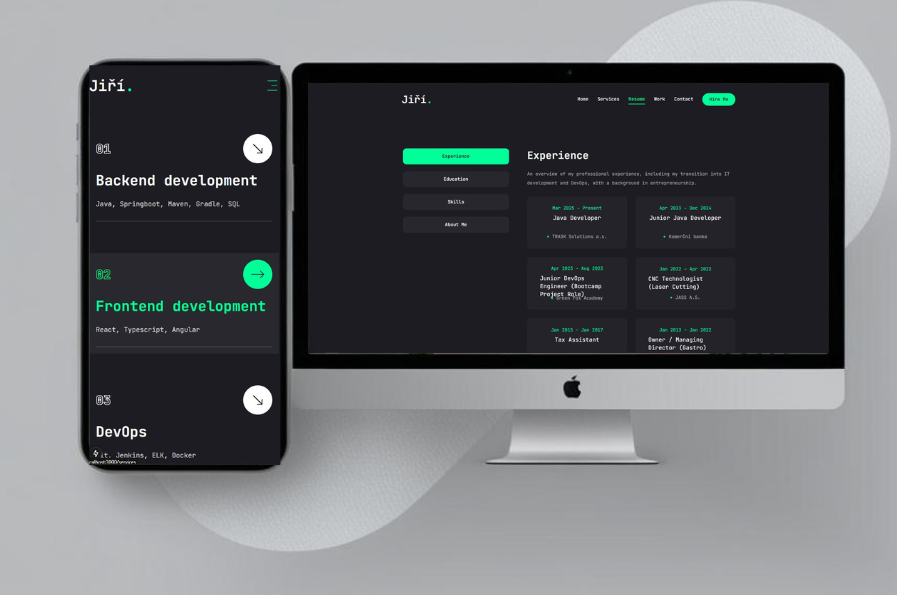 Jiří.
01
Backend development
Java, Springboot, Maven, Gradle, SQL
02
Frontend development
React, Typescript, Angular
03
DevOps
it, Jenkins, ELK, Docker
Jiří.
Home Services Resume Work Contact Hire Me
Experience
Education
Skills
About Me
Experience
An overview of my professional experience, including my transition into IT
development and DevOps, with a background in entrepreneurship.
Mar 2025 - Present
Java Developer
TRASK Solutions a.s.
Apr 2023 - Dec 2024
Junior Java Developer
Komerční banka
Apr 2023 - Aug 2023
Junior DevOps
Engineer (Bootcamp
Project Role)
Green Fox Academy
Jan 2022 - Apr 2023
CNC Technologist
(Laser Cutting)
JASS A.S.
Jan 2015 - Jan 2017
Tax Assistant
Jan 2013 - Jan 2022
Owner / Managing
Director (Gastro)